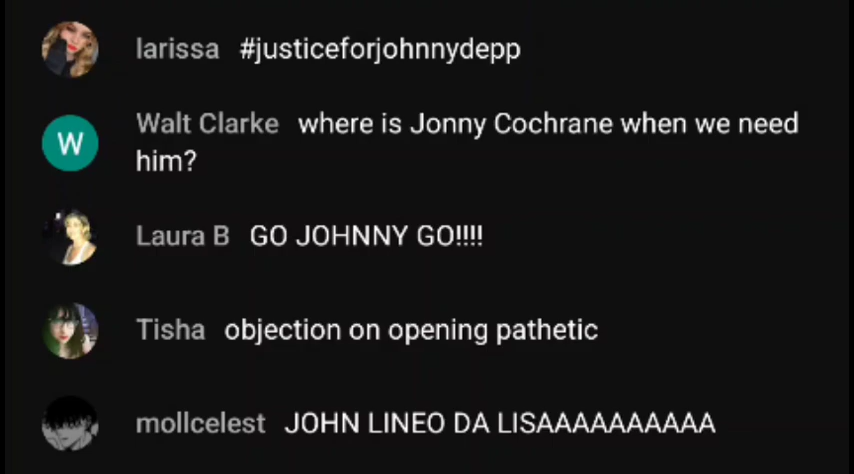 larissa #justiceforjohnnydepp
W
Walt Clarke where is Jonny Cochrane when we need
him?
Laura B GO JOHNNY GO!!!!
Tisha objection on opening pathetic
mollcelest JOHN LINEO DA LISAAAAAAAAAA